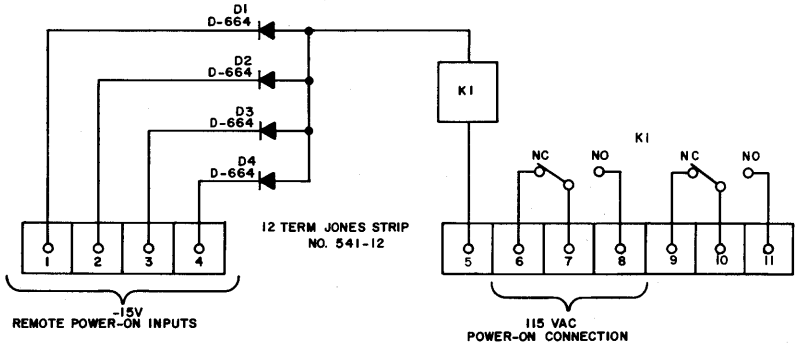 D1
D-664
D2
D-664
D3
D-664
D4
D-664
K1
K1
NC
NO
NC
NO
12 TERM JONES STRIP
NO. 541-12
1
2
3
4
5
6
7
8
9
10
11
-15V
REMOTE POWER-ON INPUTS
115 VAC
POWER-ON CONNECTION